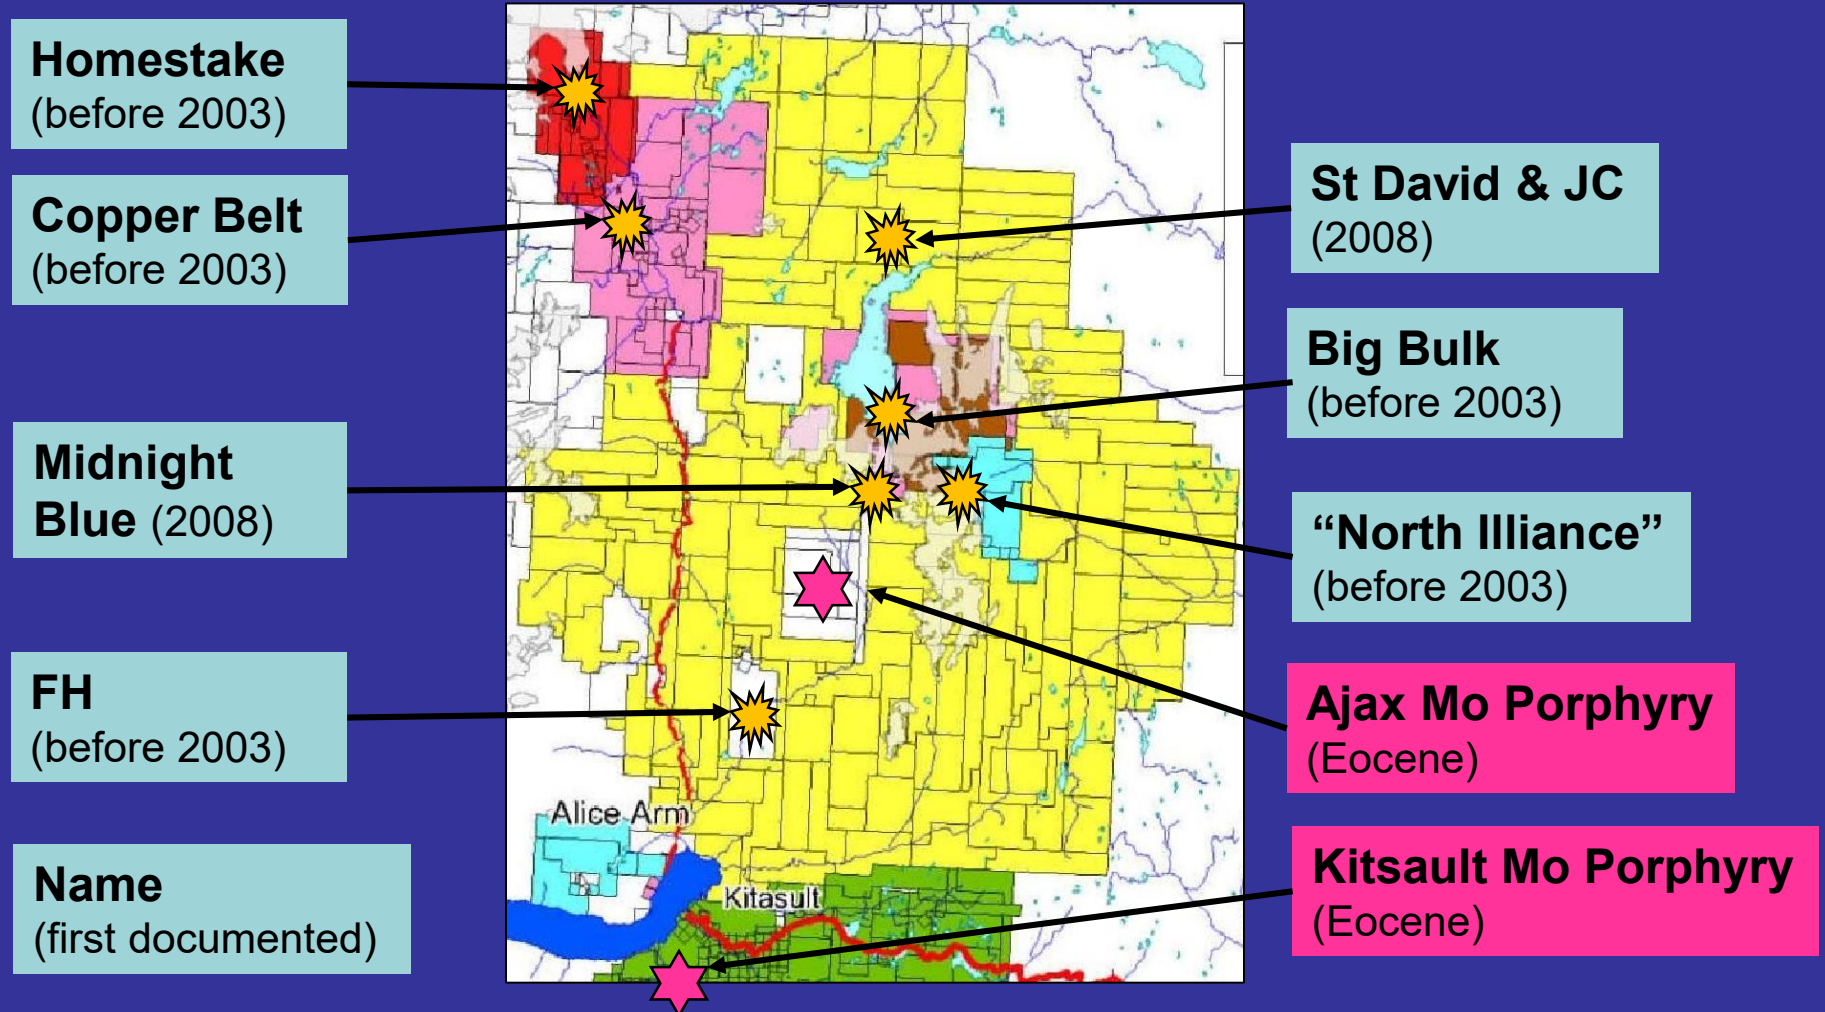 Homestake
(before 2003)
Copper Belt
(before 2003)
Midnight
Blue (2008)
FH
(before 2003)
Name
(first documented)
Alice Arm
Kitasult
St David & JC
(2008)
Big Bulk
(before 2003)
“North Illiance”
(before 2003)
Ajax Mo Porphyry
(Eocene)
Kitsault Mo Porphyry
(Eocene)